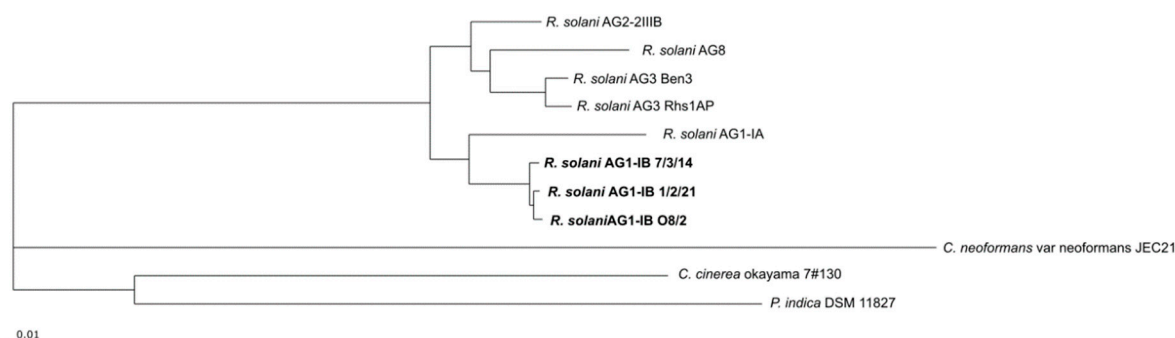 R. solani AG2-2IIIB
R. solani AG8
R. solani AG3 Ben3
R. solani AG3 Rhs1AP
R. solani AG1-IA
R. solani AG1-IB 7/3/14
R. solani AG1-IB 1/2/21
R. solaniAG1-IB O8/2
C. neoformans var neoformans JEC21
C. cinerea okayama 7#130
P. indica DSM 11827
0.01